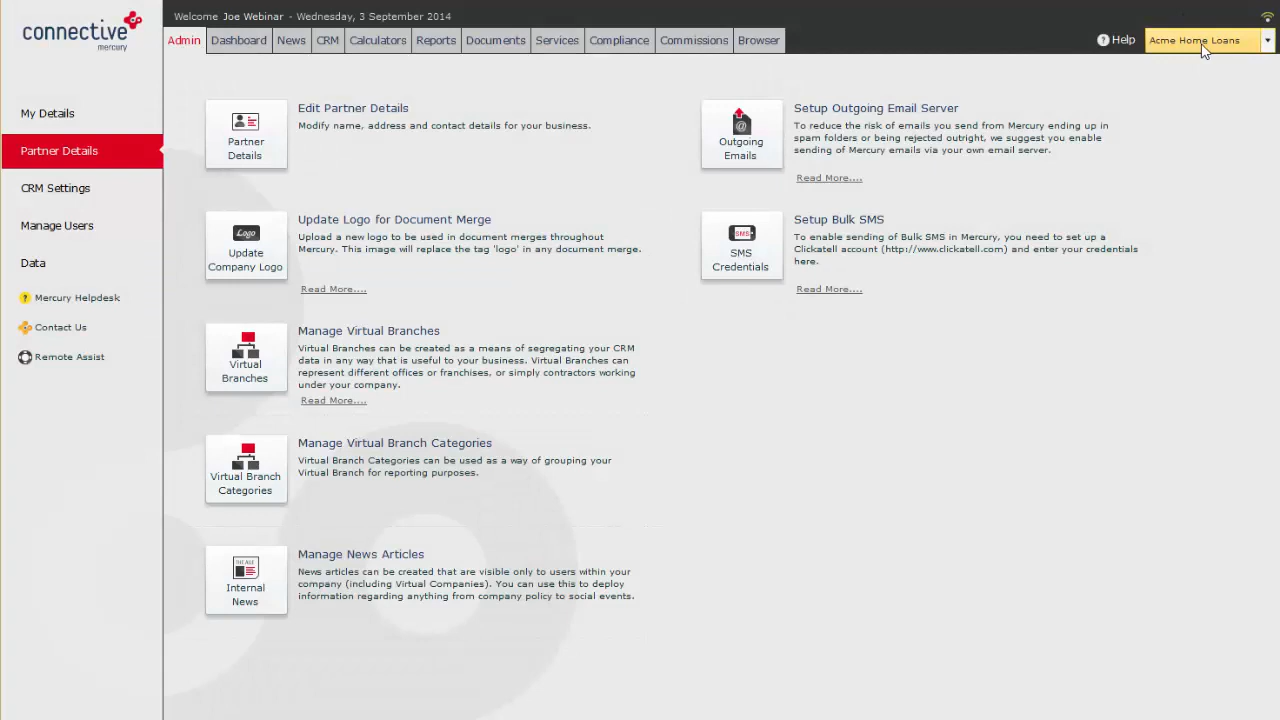 connective
mercury
Welcome Joe Webinar - Wednesday, 3 September 2014
Admin Dashboard News CRM Calculators Reports Documents Services Compliance Commissions Browser
? Help
Acme Home Loans
My Details
Partner Details
CRM Settings
Manage Users
Data
? Mercury Helpdesk
Contact Us
Remote Assist
Partner
Details
Edit Partner Details
Modify name, address and contact details for your business.
Logo
Update
Company Logo
Update Logo for Document Merge
Upload a new logo to be used in document merges throughout
Mercury. This image will replace the tag 'logo' in any document merge.
Read More....
Virtual
Branches
Manage Virtual Branches
Virtual Branches can be created as a means of segregating your CRM
data in any way that is useful to your business. Virtual Branches can
represent different offices or franchises, or simply contractors working
under your company.
Read More....
Virtual Branch
Categories
Manage Virtual Branch Categories
Virtual Branch Categories can be used as a way of grouping your
Virtual Branch for reporting purposes.
THE AGE
Internal
News
Manage News Articles
News articles can be created that are visible only to users within your
company (including Virtual Companies). You can use this to deploy
information regarding anything from company policy to social events.
@
Outgoing
Emails
Setup Outgoing Email Server
To reduce the risk of emails you send from Mercury ending up in
spam folders or being rejected outright, we suggest you enable
sending of Mercury emails via your own email server.
Read More....
SMS
SMS
Credentials
Setup Bulk SMS
To enable sending of Bulk SMS in Mercury, you need to set up a
Clickatell account (http://www.clickatell.com) and enter your credentials
here.
Read More....